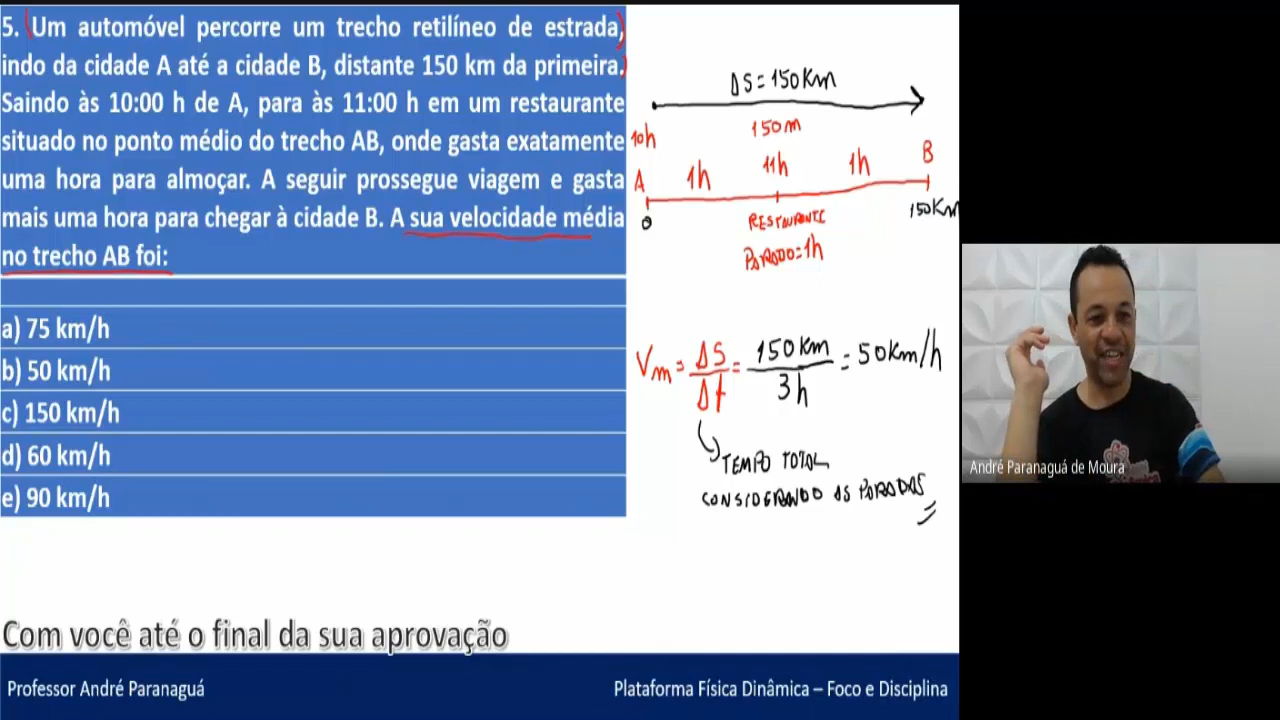 5. Um automóvel percorre um trecho retilíneo de estrada,
indo da cidade A até a cidade B, distante 150 km da primeira.
Saindo às 10:00 h de A, para às 11:00 h em um restaurante
situado no ponto médio do trecho AB, onde gasta exatamente
uma hora para almoçar. A seguir prossegue viagem e gasta
mais uma hora para chegar à cidade B. A sua velocidade média
no trecho AB foi:
a) 75 km/h
b) 50 km/h
c) 150 km/h
d) 60 km/h
e) 90 km/h
ΔS = 150 Km
10h
150 m
A
1h
11h
1h
B
0
RESTAURANTE
150 Km
PARADO = 1h
Vm = ΔS/Δt = 150 Km/3h = 50 Km/h
TEMPO TOTAL
CONSIDERANDO AS PARADAS
André Paranaguá de Moura
Com você até o final da sua aprovação
Professor André Paranaguá
Plataforma Física Dinâmica – Foco e Disciplina